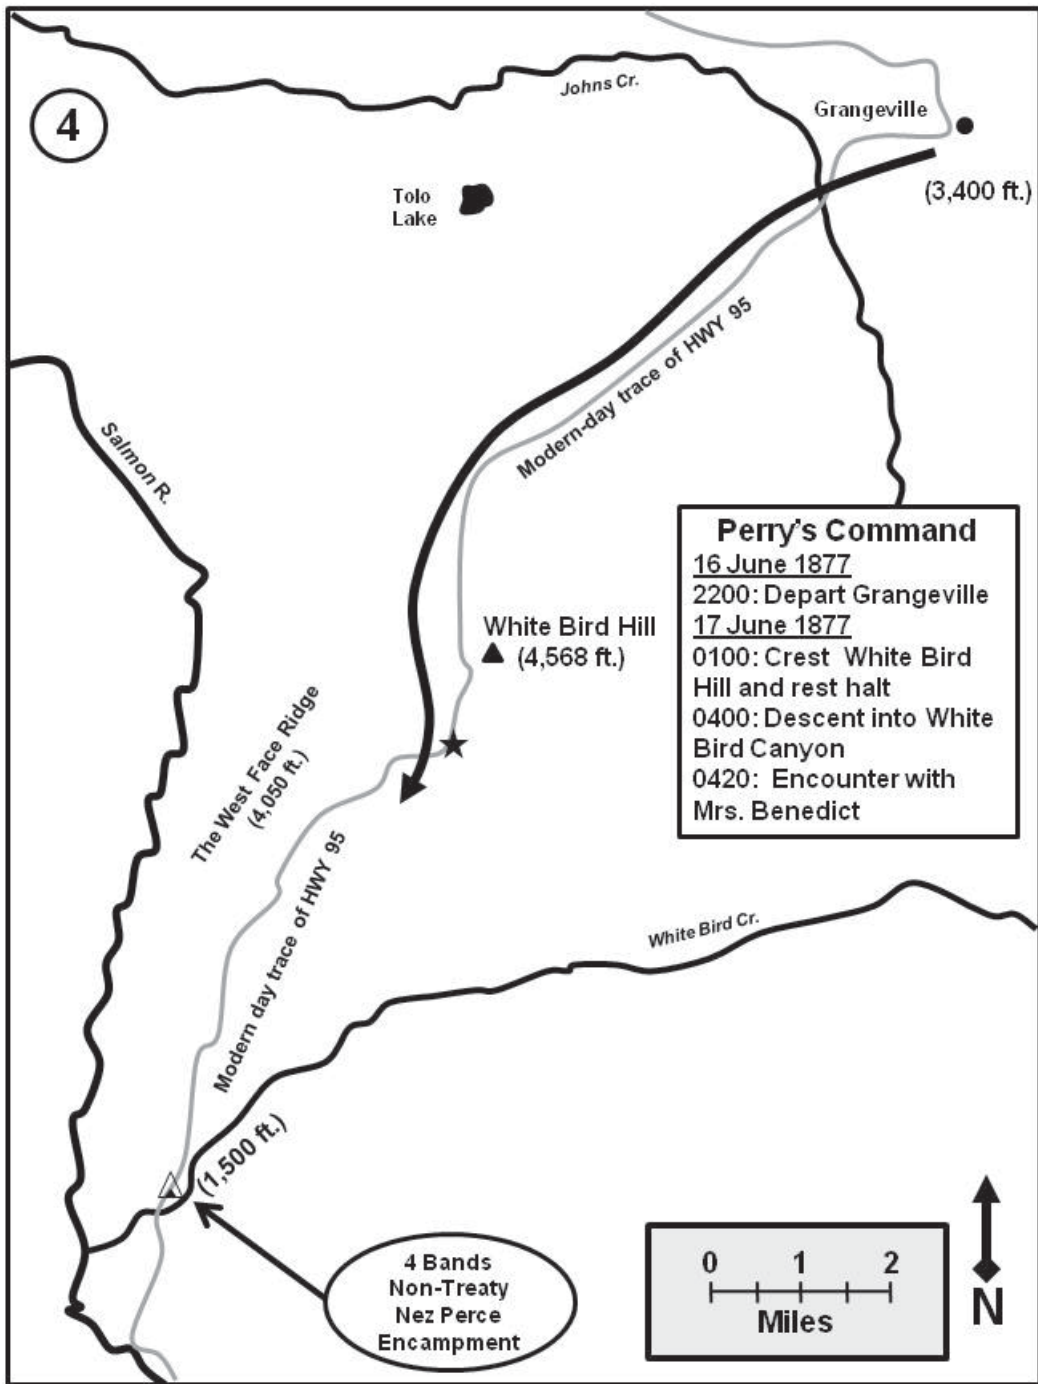 4
Johns Cr.
Grangeville
(3,400 ft.)
Tolo
Lake
Modern-day trace of HWY 95
Salmon R.
Perry's Command
16 June 1877
2200: Depart Grangeville
17 June 1877
0100: Crest White Bird
Hill and rest halt
0400: Descent into White
Bird Canyon
0420: Encounter with
Mrs. Benedict
White Bird Hill
(4,568 ft.)
The West Face Ridge
(4,050 ft.)
Modern day trace of HWY 95
White Bird Cr.
(1,500 ft.)
4 Bands
Non-Treaty
Nez Perce
Encampment
0 1 2
Miles
N